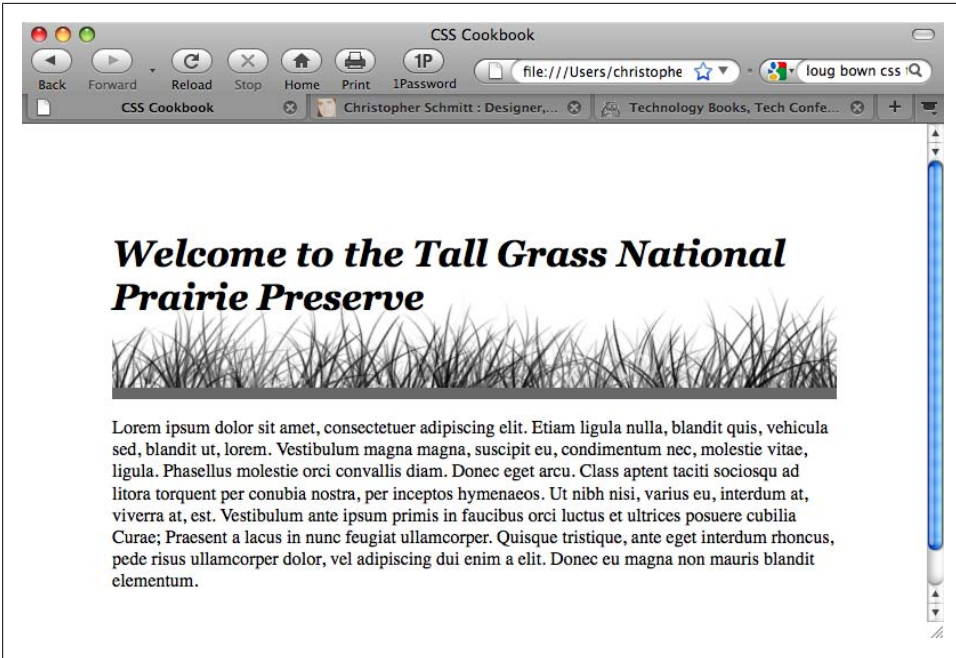 CSS Cookbook
1P
file:///Users/christophe
loug bown css
Back Forward Reload Stop Home Print 1Password
CSS Cookbook
Christopher Schmitt : Designer,...
Technology Books, Tech Confe...
Welcome to the Tall Grass National
Prairie Preserve
Lorem ipsum dolor sit amet, consectetuer adipiscing elit. Etiam ligula nulla, blandit quis, vehicula
sed, blandit ut, lorem. Vestibulum magna magna, suscipit eu, condimentum nec, molestie vitae,
ligula. Phasellus molestie orci convallis diam. Donec eget arcu. Class aptent taciti sociosqu ad
litora torquent per conubia nostra, per inceptos hymenaeos. Ut nibh nisi, varius eu, interdum at,
viverra at, est. Vestibulum ante ipsum primis in faucibus orci luctus et ultrices posuere cubilia
Curae; Praesent a lacus in nunc feugiat ullamcorper. Quisque tristique, ante eget interdum rhoncus,
pede risus ullamcorper dolor, vel adipiscing dui enim a elit. Donec eu magna non mauris blandit
elementum.